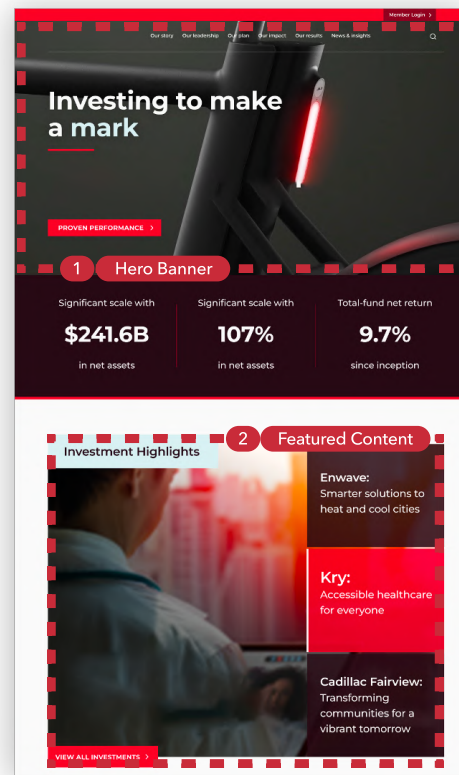 Member Login >
Our story Our leadership Our plan Our impact Our results News & insights
Investing to make
a mark
PROVEN PERFORMANCE >
1 Hero Banner
Significant scale with
$241.6B
in net assets
Significant scale with
107%
in net assets
Total-fund net return
9.7%
since inception
2 Featured Content
Investment Highlights
Enwave:
Smarter solutions to
heat and cool cities
Kry:
Accessible healthcare
for everyone
Cadillac Fairview:
Transforming
communities for a
vibrant tomorrow
VIEW ALL INVESTMENTS >